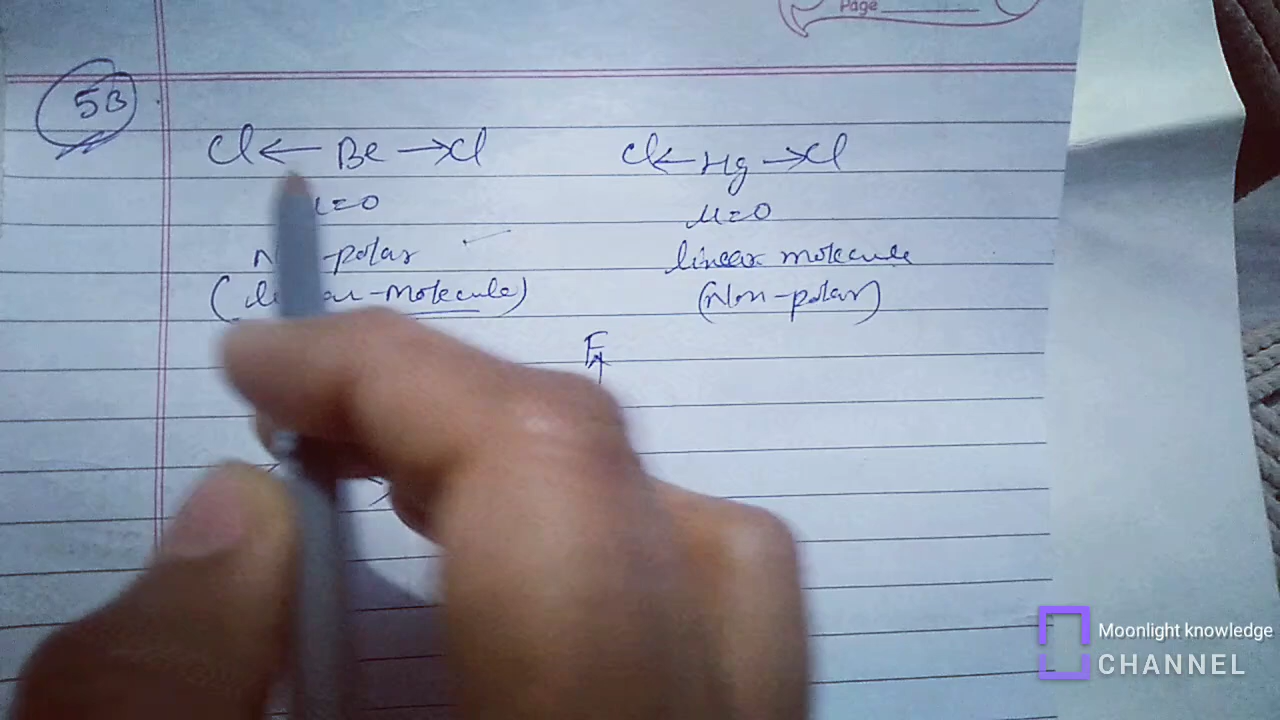 Page
5B
Cl ← Be → Cl
Cl ← Hg → Cl
μ=0
linear molecule
(Non-polar)
=0
-polar
-molecule)
F
Moonlight knowledge
CHANNEL